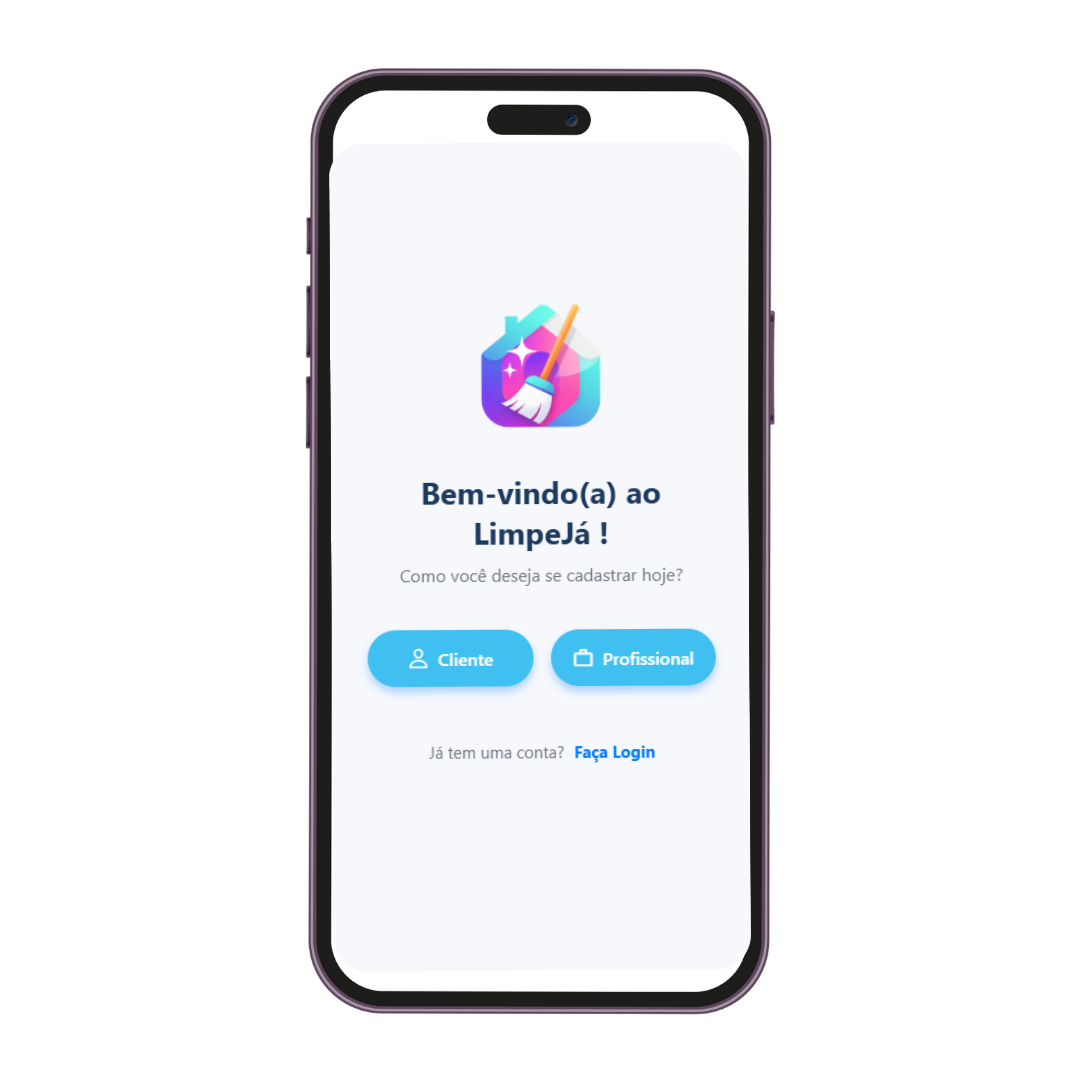 Bem-vindo(a) ao
LimpeJá !
Como você deseja se cadastrar hoje?
Cliente
Profissional
Já tem uma conta? Faça Login